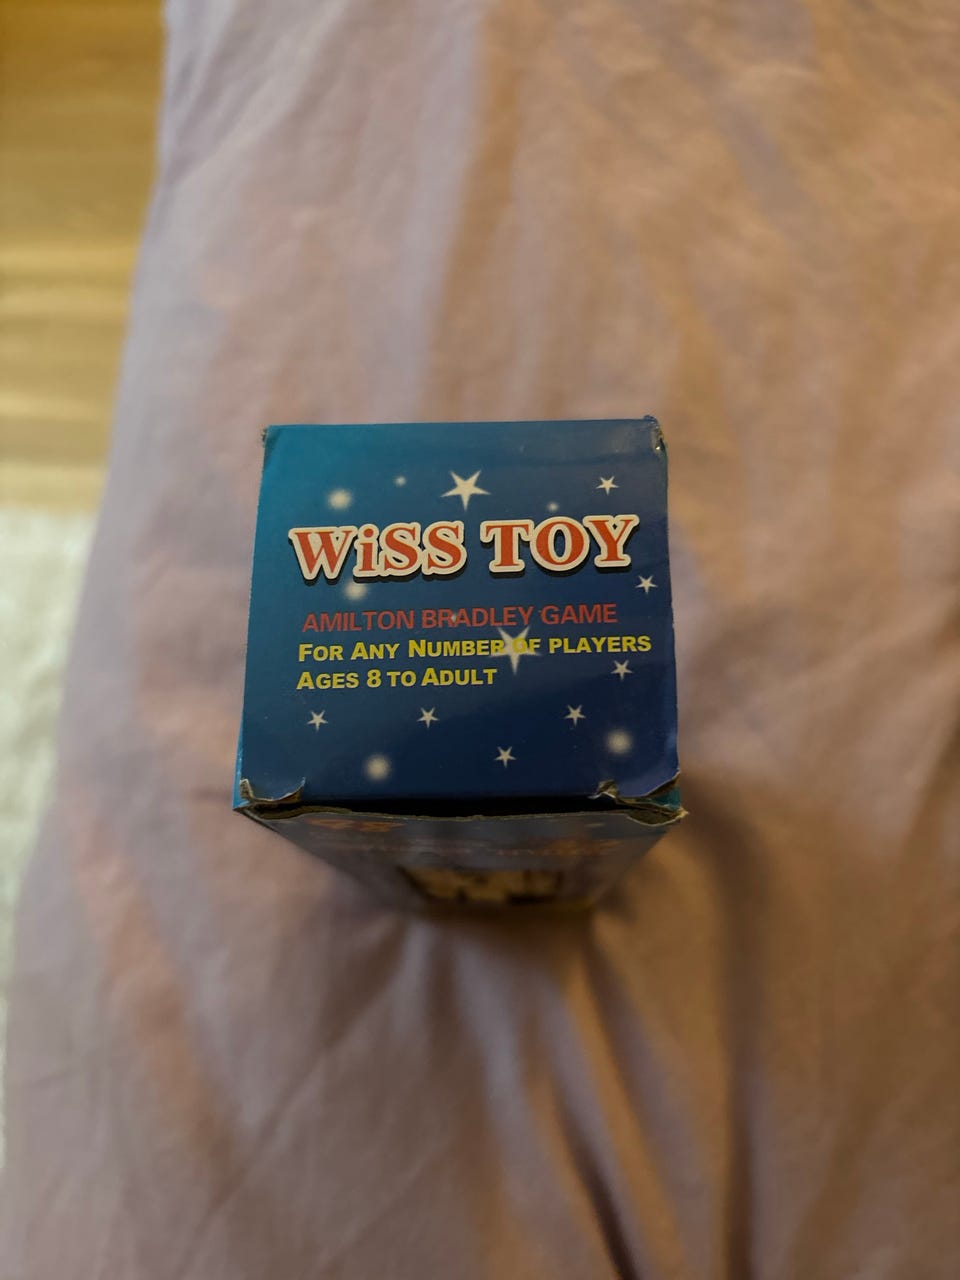 WiSS TOY
AMILTON BRADLEY GAME
FOR ANY NUMBER OF PLAYERS
AGES 8 TO ADULT